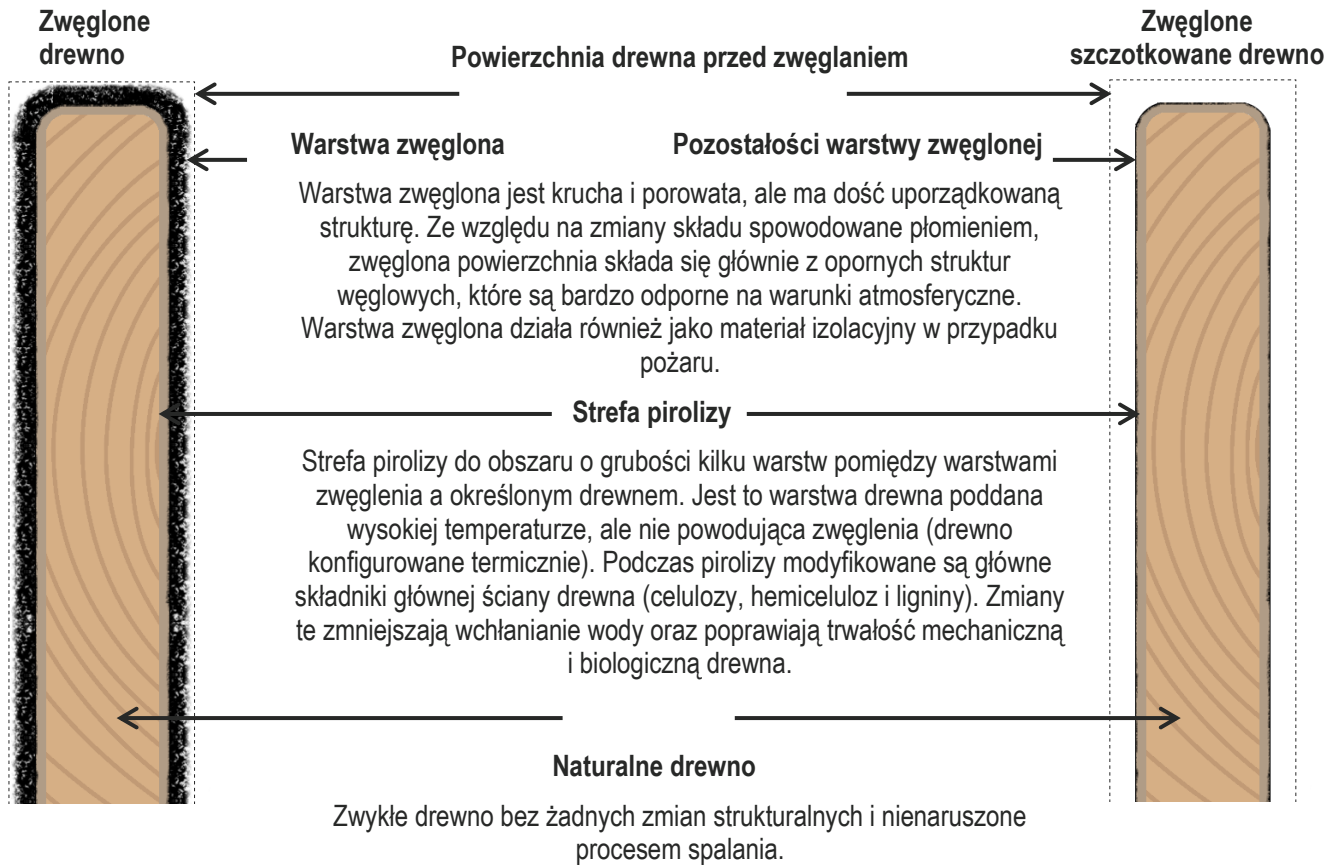 Zwęglone
drewno
Zwęglone
szczotkowane drewno
Powierzchnia drewna przed zwęglaniem
Warstwa zwęglona
Pozostałości warstwy zwęglonej
Warstwa zwęglona jest krucha i porowata, ale ma dość uporządkowaną
strukturę. Ze względu na zmiany składu spowodowane płomieniem,
zwęglona powierzchnia składa się głównie z opornych struktur
węglowych, które są bardzo odporne na warunki atmosferyczne.
Warstwa zwęglona działa również jako materiał izolacyjny w przypadku
pożaru.
Strefa pirolizy
Strefa pirolizy do obszaru o grubości kilku warstw pomiędzy warstwami
zwęglenia a określonym drewnem. Jest to warstwa drewna poddana
wysokiej temperaturze, ale nie powodująca zwęglenia (drewno
konfigurowane termicznie). Podczas pirolizy modyfikowane są główne
składniki głównej ściany drewna (celulozy, hemiceluloz i ligniny). Zmiany
te zmniejszają wchłanianie wody oraz poprawiają trwałość mechaniczną
i biologiczną drewna.
Naturalne drewno
Zwykłe drewno bez żadnych zmian strukturalnych i nienaruszone
procesem spalania.